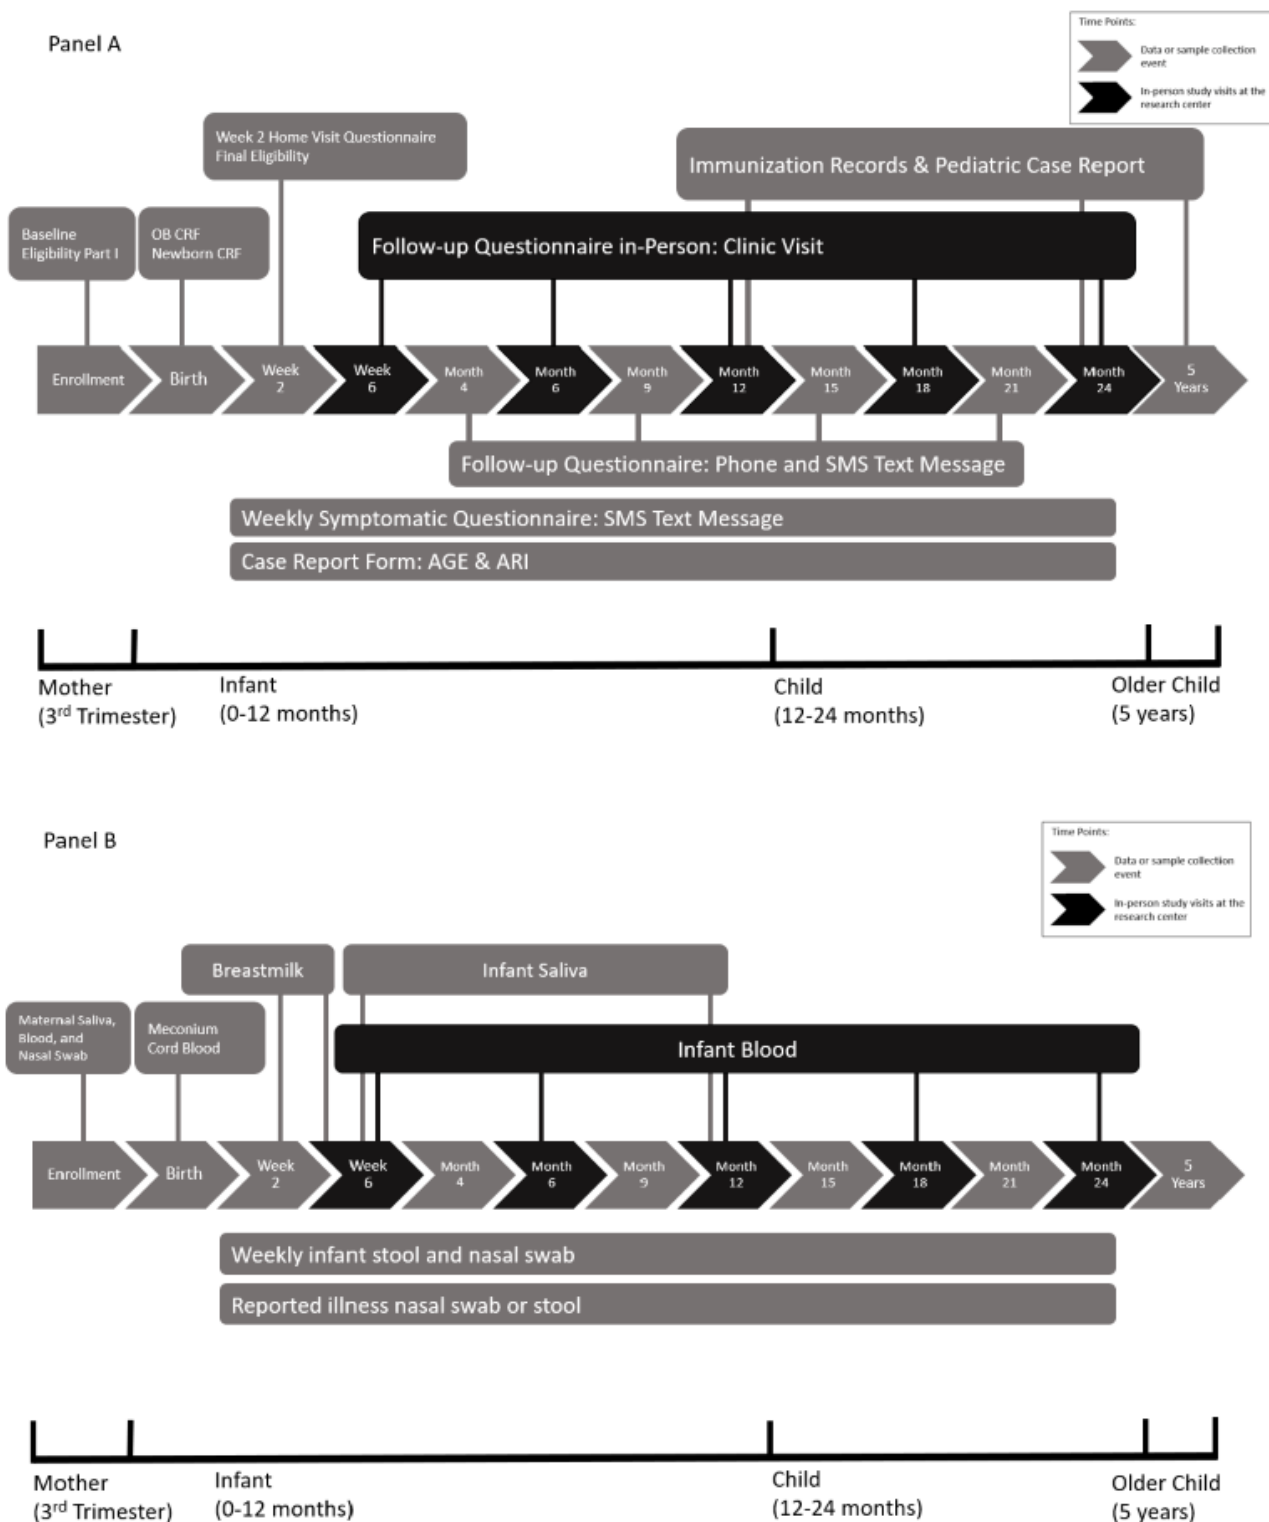 Panel A
Time Points:
Data or sample collection
event
In-person study visits at the
research center
Week 2 Home Visit Questionnaire
Final Eligibility
Immunization Records & Pediatric Case Report
Baseline
Eligibility Part I
OB CRF
Newborn CRF
Follow-up Questionnaire in-Person: Clinic Visit
Enrollment
Birth
Week
2
Week
6
Month
4
Month
6
Month
9
Month
12
Month
15
Month
18
Month
21
Month
24
5
Years
Follow-up Questionnaire: Phone and SMS Text Message
Weekly Symptomatic Questionnaire: SMS Text Message
Case Report Form: AGE & ARI
Mother
(3rd Trimester)
Infant
(0-12 months)
Child
(12-24 months)
Older Child
(5 years)
Panel B
Time Points:
Data or sample collection
event
In-person study visits at the
research center
Breastmilk
Infant Saliva
Maternal Saliva,
Blood, and
Nasal Swab
Meconium
Cord Blood
Infant Blood
Enrollment
Birth
Week
2
Week
6
Month
4
Month
6
Month
9
Month
12
Month
15
Month
18
Month
21
Month
24
5
Years
Weekly infant stool and nasal swab
Reported illness nasal swab or stool
Mother
(3rd Trimester)
Infant
(0-12 months)
Child
(12-24 months)
Older Child
(5 years)